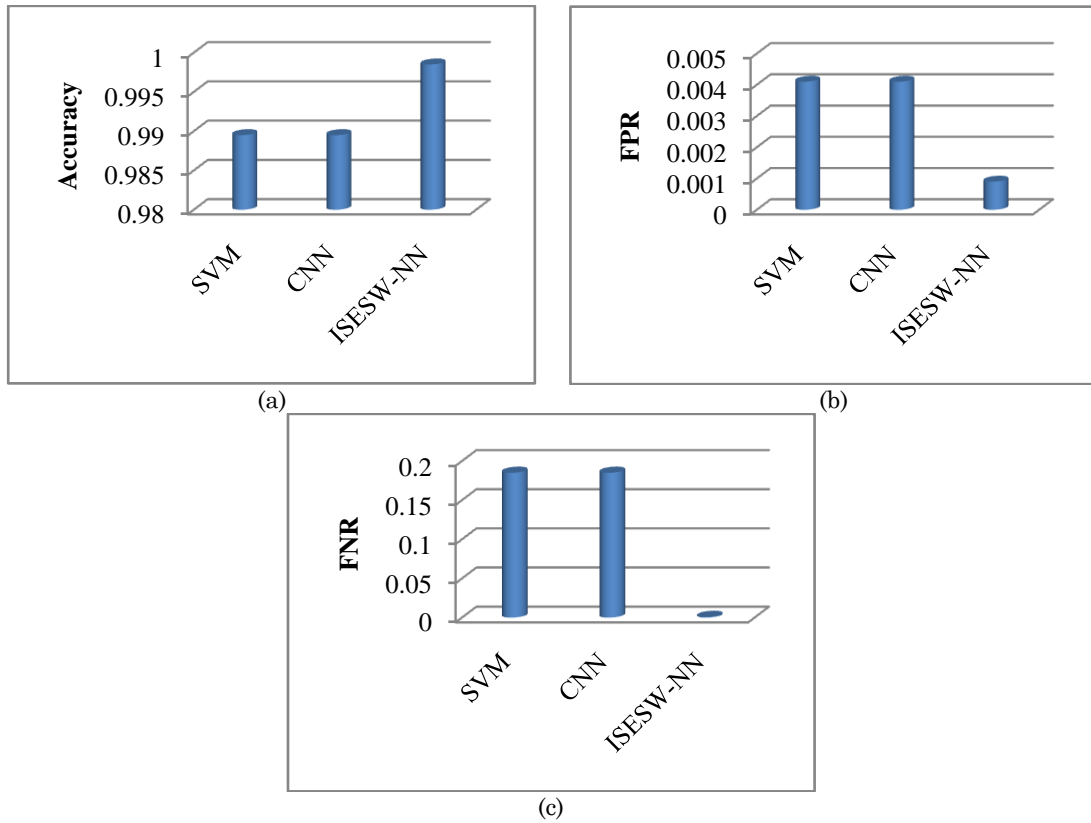 Accuracy
1
0.995
0.99
0.985
0.98
SVM
CNN
ISESW-NN
(a)
FPR
0.005
0.004
0.003
0.002
0.001
0
SVM
CNN
ISESW-NN
(b)
FNR
0.2
0.15
0.1
0.05
0
SVM
CNN
ISESW-NN
(c)